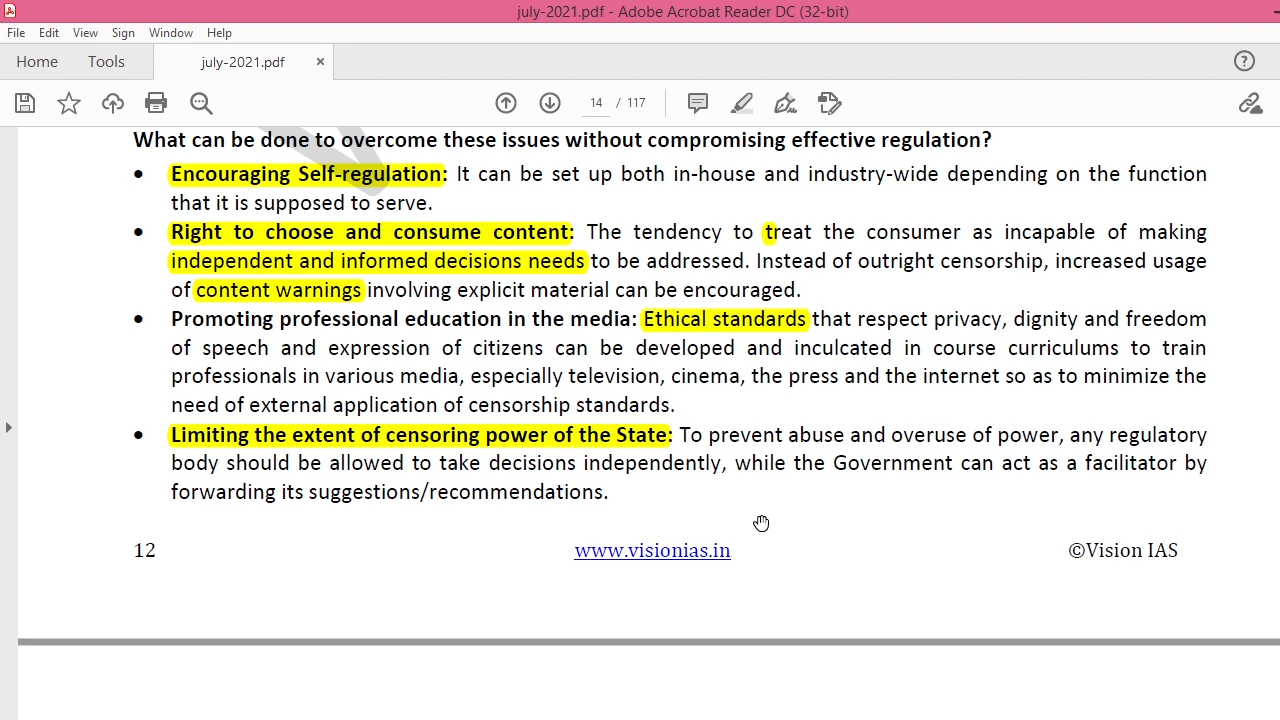 july-2021.pdf - Adobe Acrobat Reader DC (32-bit)
File Edit View Sign Window Help
Home Tools july-2021.pdf ×
14 / 117
What can be done to overcome these issues without compromising effective regulation?
• Encouraging Self-regulation: It can be set up both in-house and industry-wide depending on the function
that it is supposed to serve.
• Right to choose and consume content: The tendency to treat the consumer as incapable of making
independent and informed decisions needs to be addressed. Instead of outright censorship, increased usage
of content warnings involving explicit material can be encouraged.
• Promoting professional education in the media: Ethical standards that respect privacy, dignity and freedom
of speech and expression of citizens can be developed and inculcated in course curriculums to train
professionals in various media, especially television, cinema, the press and the internet so as to minimize the
need of external application of censorship standards.
• Limiting the extent of censoring power of the State: To prevent abuse and overuse of power, any regulatory
body should be allowed to take decisions independently, while the Government can act as a facilitator by
forwarding its suggestions/recommendations.
12 www.visionias.in ©Vision IAS